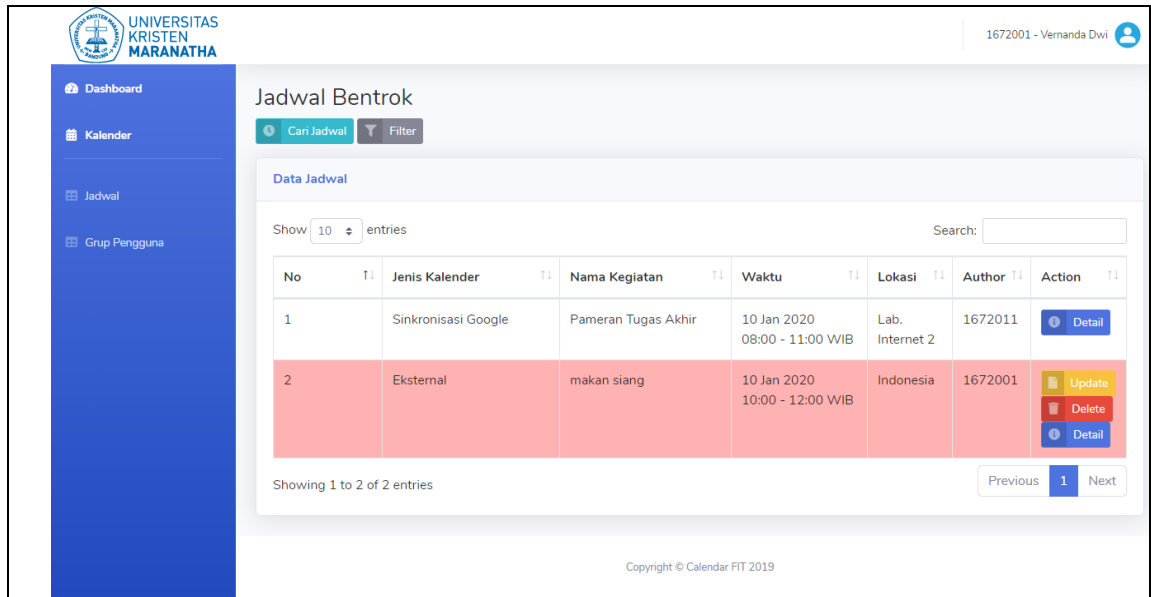 UNIVERSITAS
KRISTEN
MARANATHA
1672001 - Vernanda Dwi
Dashboard
Kalender
Jadwal
Grup Pengguna
Jadwal Bentrok
Cari Jadwal Filter
Data Jadwal
Show 10 entries Search:
No Jenis Kalender Nama Kegiatan Waktu Lokasi Author Action
1 Sinkronisasi Google Pameran Tugas Akhir 10 Jan 2020 Lab. 1672011 Detail
08:00 - 11:00 WIB Internet 2
2 Eksternal makan siang 10 Jan 2020 Indonesia 1672001 Update
10:00 - 12:00 WIB
Delete
Detail
Showing 1 to 2 of 2 entries Previous 1 Next
Copyright © Calendar FIT 2019